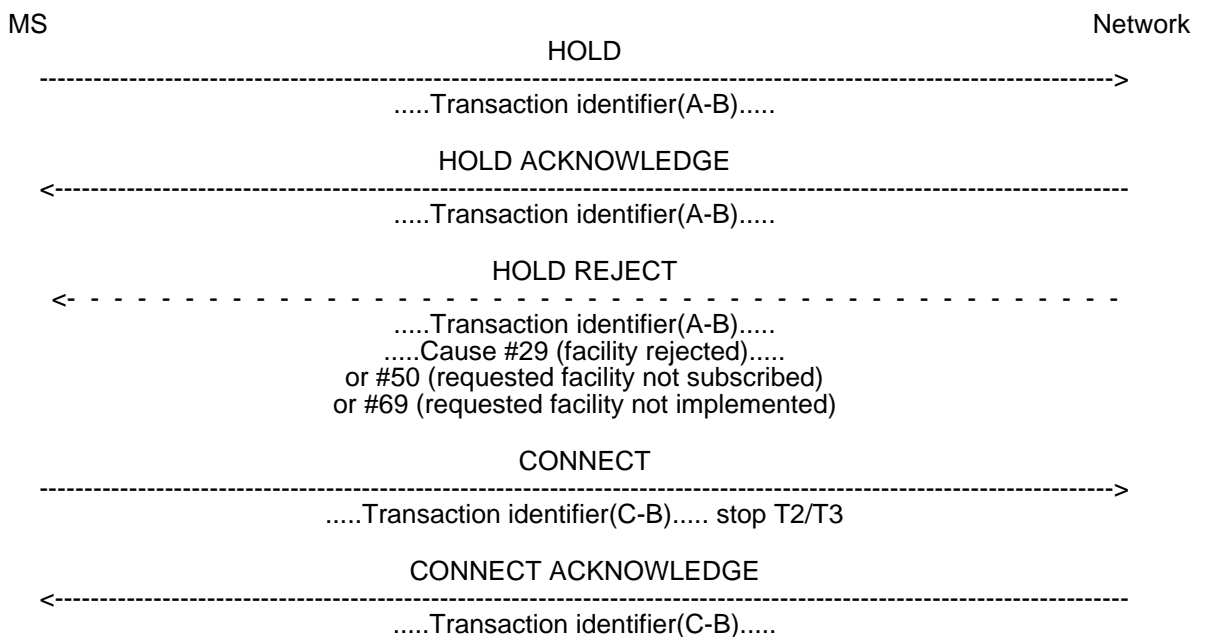 MS Network
HOLD
------------------------------------------------------------------------------------------------------------------------>
.....Transaction identifier(A-B).....
HOLD ACKNOWLEDGE
<------------------------------------------------------------------------------------------------------------------------
.....Transaction identifier(A-B).....
HOLD REJECT
<- - - - - - - - - - - - - - - - - - - - - - - - - - - - - - - - - - - - - - - - - - - - -
.....Transaction identifier(A-B).....
.....Cause #29 (facility rejected).....
or #50 (requested facility not subscribed)
or #69 (requested facility not implemented)
CONNECT
------------------------------------------------------------------------------------------------------------------------>
.....Transaction identifier(C-B)..... stop T2/T3
CONNECT ACKNOWLEDGE
<------------------------------------------------------------------------------------------------------------------------
.....Transaction identifier(C-B).....